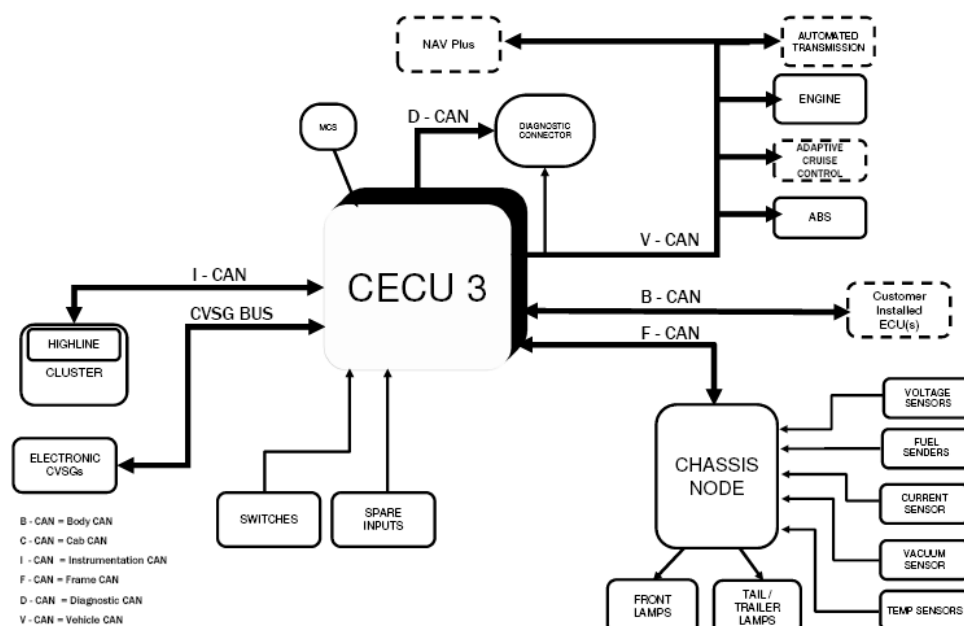 NAV Plus
AUTOMATED
TRANSMISSION
ENGINE
ADAPTIVE
CRUISE
CONTROL
ABS
MCS
D - CAN
DIAGNOSTIC
CONNECTOR
V - CAN
CECU 3
I - CAN
CVSG BUS
HIGHLINE
CLUSTER
B - CAN
Customer
Installed
ECU(s)
F - CAN
ELECTRONIC
CVSGs
SWITCHES
SPARE
INPUTS
CHASSIS
NODE
VOLTAGE
SENSORS
FUEL
SENDERS
CURRENT
SENSOR
VACUUM
SENSOR
TEMP SENSORS
FRONT
LAMPS
TAIL /
TRAILER
LAMPS
B - CAN = Body CAN
C - CAN = Cab CAN
I - CAN = Instrumentation CAN
F - CAN = Frame CAN
D - CAN = Diagnostic CAN
V - CAN = Vehicle CAN